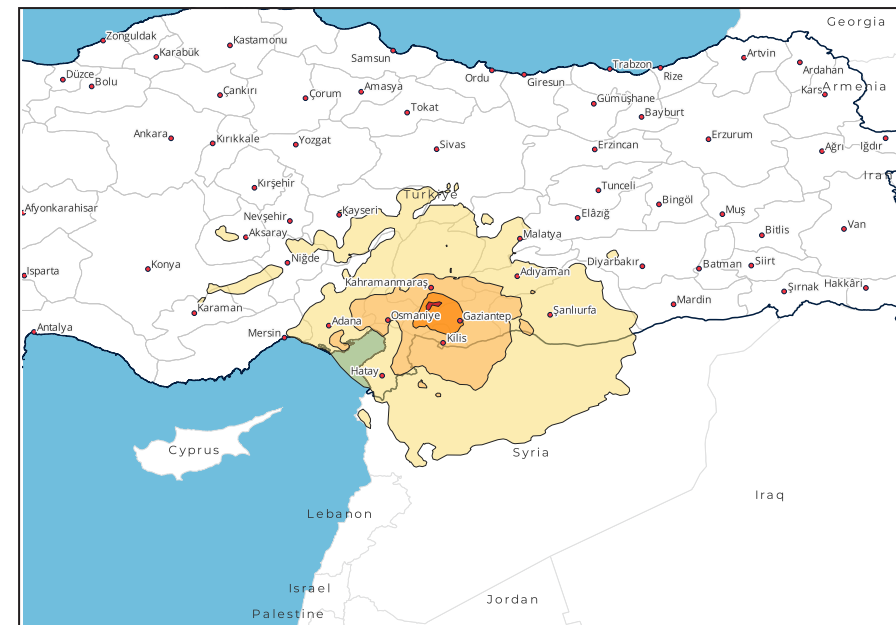 Georgia
Zonguldak
Kastamonu
Karabük
Samsun
Artvin
Trabzon
Rize
Ardahan
Düzce
Bolu
Ordu
Giresun
Çankırı
Çorum
Amasya
Kars
Armenia
Gümüşhane
Tokat
Bayburt
Ankara
Kırıkkale
Yozgat
Sivas
Erzincan
Erzurum
Ağrı
Iğdır
Iran
Kırşehir
Türkiye
Tunceli
Bingöl
Afyonkarahisar
Nevşehir
Kayseri
Elâzığ
Muş
Aksaray
Malatya
Bitlis
Van
Isparta
Konya
Niğde
Adıyaman
Diyarbakır
Batman
Siirt
Kahramanmaraş
Şırnak
Hakkâri
Karaman
Mardin
Antalya
Mersin
Adana
Osmaniye
Gaziantep
Şanlıurfa
Kilis
Hatay
Cyprus
Syria
Iraq
Lebanon
Israel
Jordan
Palestine